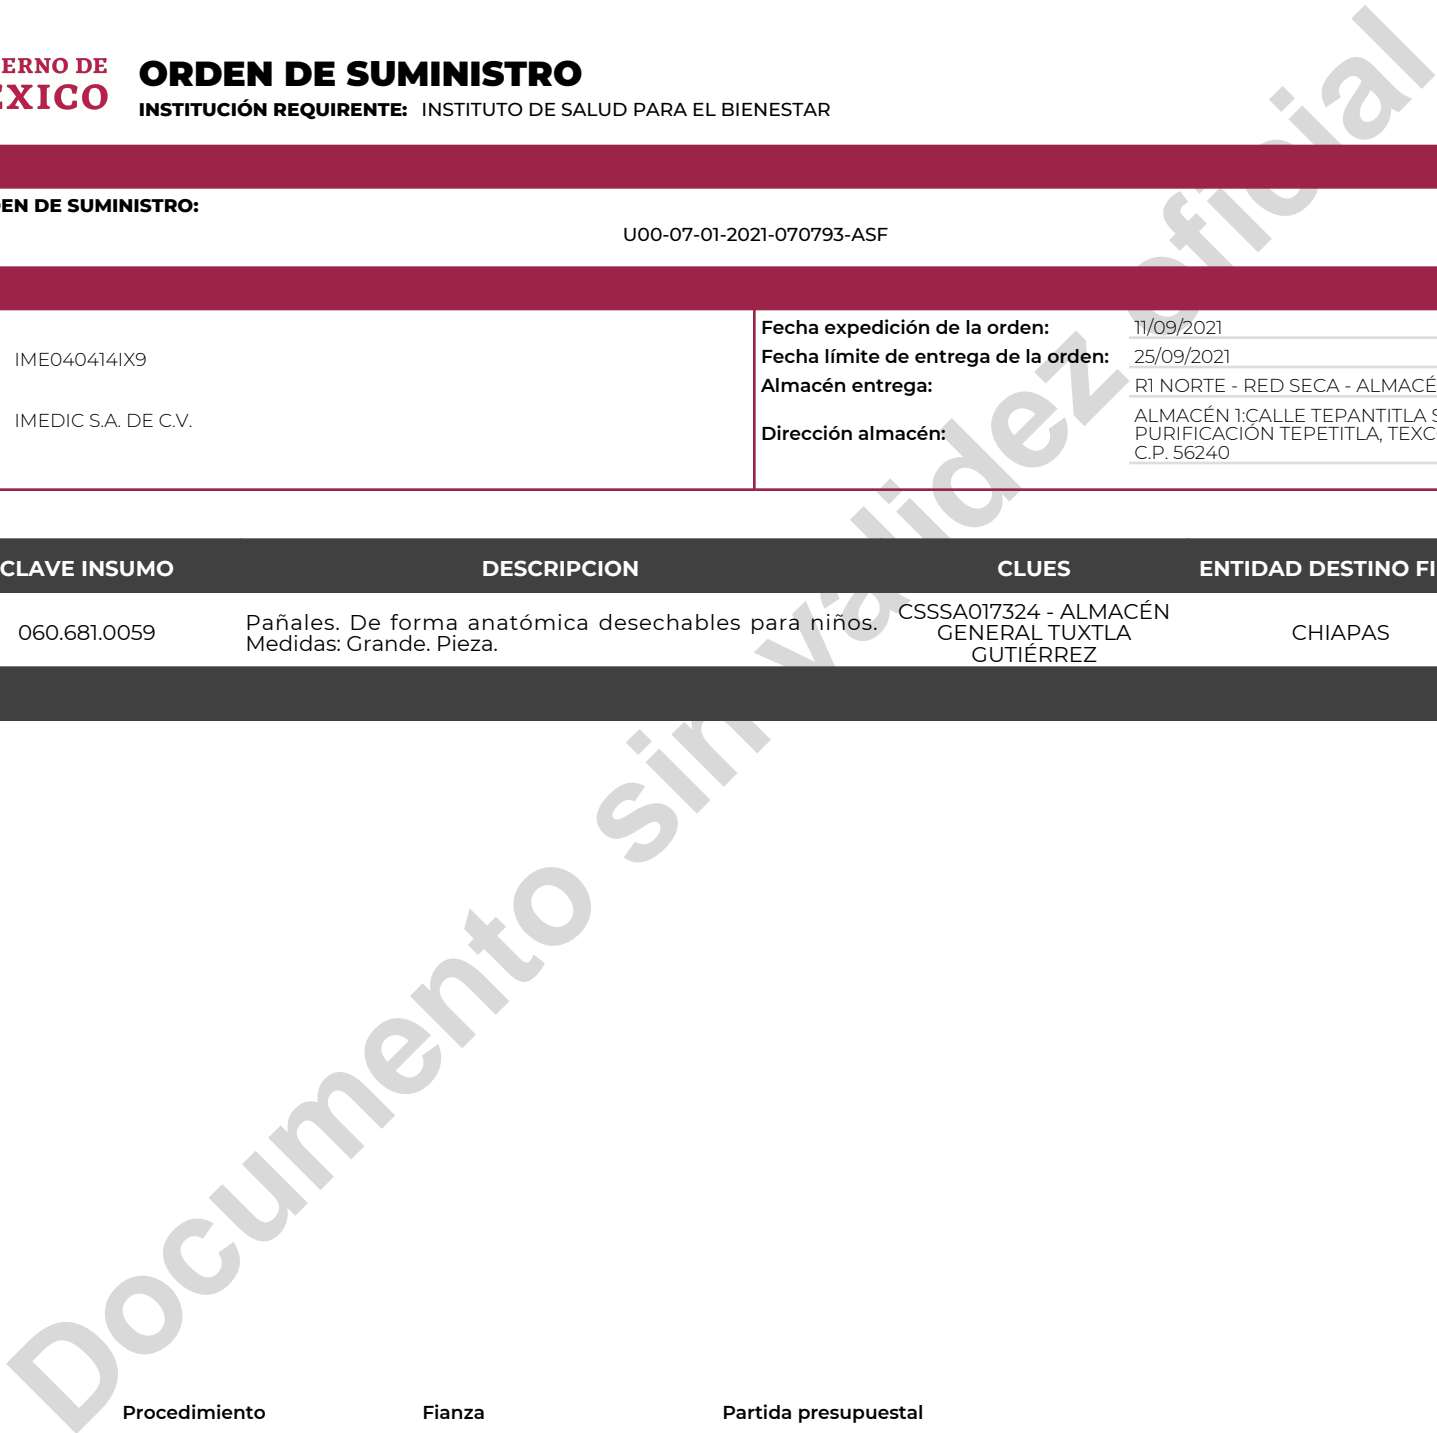 ERNO DE
XICO
ORDEN DE SUMINISTRO
INSTITUCIÓN REQUIRENTE: INSTITUTO DE SALUD PARA EL BIENESTAR
EN DE SUMINISTRO:
U00-07-01-2021-070793-ASF
IME040414IX9
IMEDIC S.A. DE C.V.
Fecha expedición de la orden: 11/09/2021
Fecha límite de entrega de la orden: 25/09/2021
Almacén entrega: R1 NORTE - RED SECA - ALMACÉ
Dirección almacén:
ALMACÉN 1:CALLE TEPANTITLA S
PURIFICACIÓN TEPETITLA, TEXC
C.P. 56240
CLAVE INSUMO DESCRIPCION CLUES ENTIDAD DESTINO FI
060.681.0059
Pañales. De forma anatómica desechables para niños.
Medidas: Grande. Pieza.
CSSSA017324 - ALMACÉN
GENERAL TUXTLA
GUTIÉRREZ
CHIAPAS
Documento sin validez oficial
Procedimiento Fianza Partida presupuestal